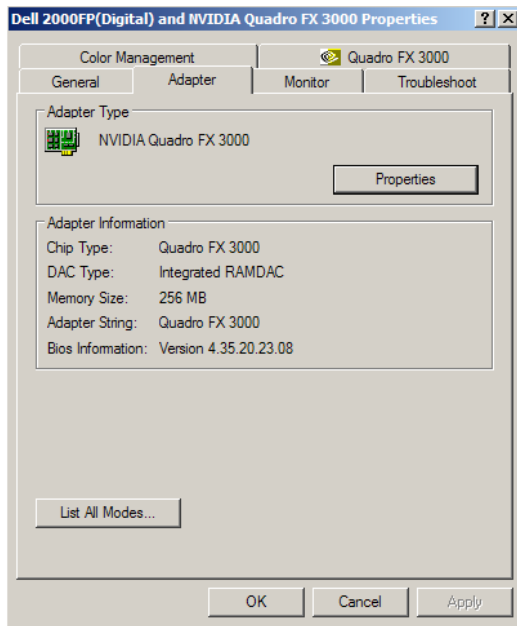 Dell 2000FP(Digital) and NVIDIA Quadro FX 3000 Properties
Color Management
Quadro FX 3000
General
Adapter
Monitor
Troubleshoot
Adapter Type
NVIDIA Quadro FX 3000
Properties
Adapter Information
Chip Type: Quadro FX 3000
DAC Type: Integrated RAMDAC
Memory Size: 256 MB
Adapter String: Quadro FX 3000
Bios Information: Version 4.35.20.23.08
List All Modes...
OK
Cancel
Apply